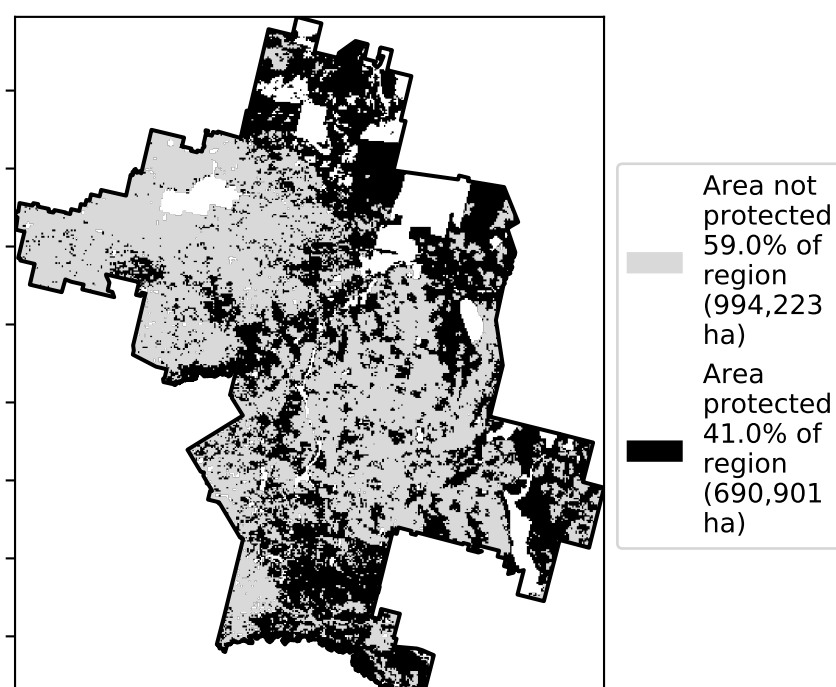 Area not
protected
59.0% of
region
(994,223
ha)
Area
protected
41.0% of
region
(690,901
ha)